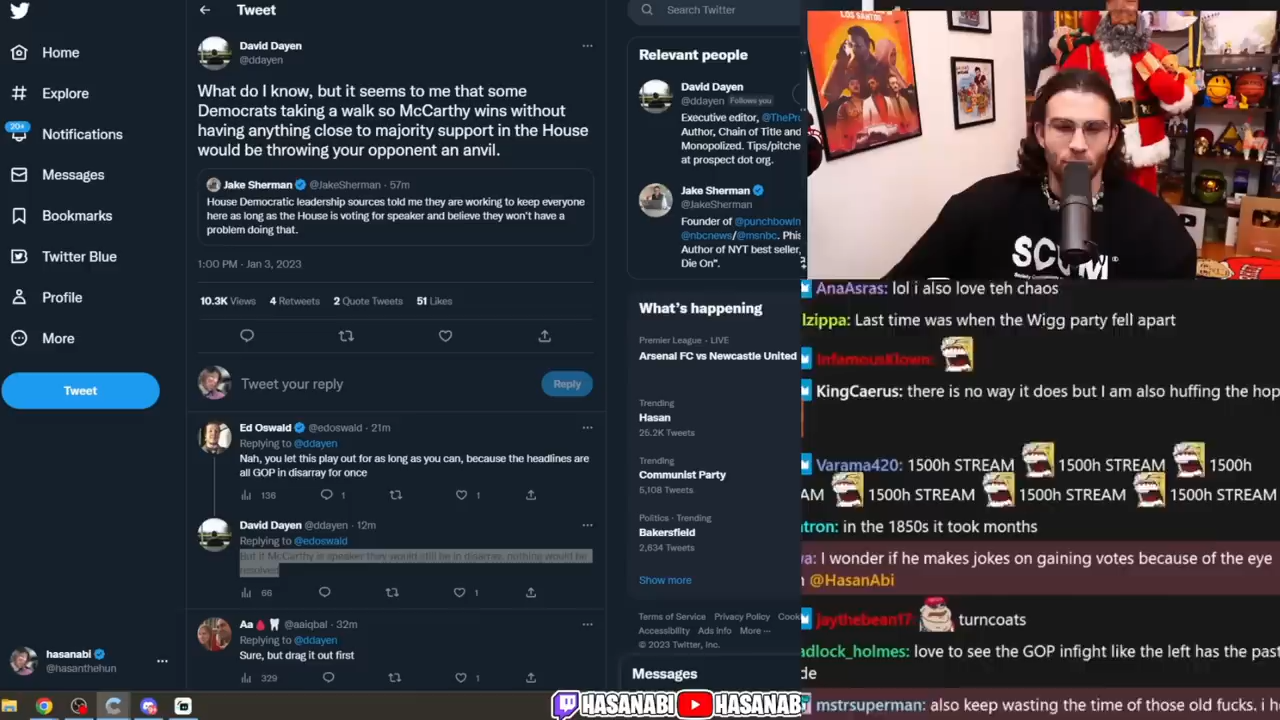 Home
Explore
20+
Notifications
Messages
Bookmarks
Twitter Blue
Profile
More
Tweet
hasanabi
@hasanthehun
Tweet
David Dayen
@ddayen
What do I know, but it seems to me that some
Democrats taking a walk so McCarthy wins without
having anything close to majority support in the House
would be throwing your opponent an anvil.
Jake Sherman @JakeSherman · 57m
House Democratic leadership sources told me they are working to keep everyone
here as long as the House is voting for speaker and believe they won't have a
problem doing that.
1:00 PM · Jan 3, 2023
10.3K Views 4 Retweets 2 Quote Tweets 51 Likes
Tweet your reply
Reply
Ed Oswald @edoswald · 21m
Replying to @ddayen
Nah, you let this play out for as long as you can, because the headlines are
all GOP in disarray for once
136 1 1
David Dayen @ddayen · 12m
Replying to @edoswald
But if McCarthy is speaker they would still be in disarray, nothing would be
resolved
66 1
Aa @aaiqbal · 32m
Replying to @ddayen
Sure, but drag it out first
329 1
Search Twitter
Relevant people
David Dayen
@ddayen Follows you
Executive editor, @ThePro
Author, Chain of Title and
Monopolized. Tips/pitche
at prospect dot org.
Jake Sherman
@JakeSherman
Founder of @punchbowln
@nbcnews/@msnbc. Phis
Author of NYT best seller,
Die On".
What's happening
Premier League · LIVE
Arsenal FC vs Newcastle United
Trending
Hasan
25.2K Tweets
Trending
Communist Party
5,108 Tweets
Politics · Trending
Bakersfield
2,634 Tweets
Show more
Terms of Service Privacy Policy Cook
Accessibility Ads Info More ···
© 2023 Twitter, Inc.
Messages
LOS SANTOS
SCUM
AnaAsras: lol i also love teh chaos
lzippa: Last time was when the Wigg party fell apart
InfamousKlown:
KingCaerus: there is no way it does but I am also huffing the hop
Varama420: 1500h STREAM 1500h STREAM 1500h
AM 1500h STREAM 1500h STREAM 1500h STREAM
tron: in the 1850s it took months
va: I wonder if he makes jokes on gaining votes because of the eye
@HasanAbi
Jaythebean17 turncoats
adlock_holmes: love to see the GOP infight like the left has the past
de
mstrsuperman: also keep wasting the time of those old fucks. i h
HASANABI HASANAB